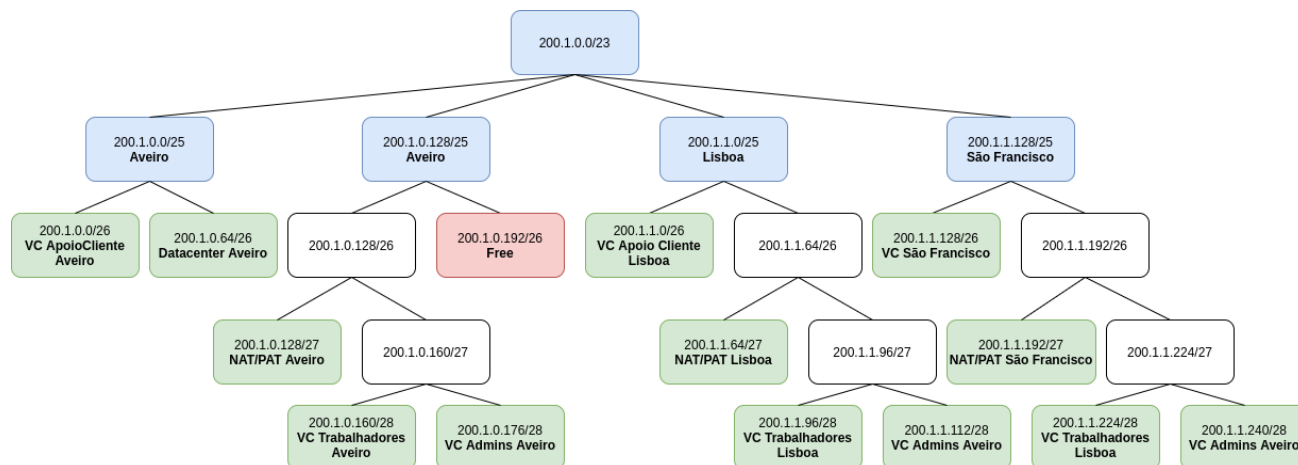 200.1.0.0/23
200.1.0.0/25
Aveiro
200.1.0.128/25
Aveiro
200.1.1.0/25
Lisboa
200.1.1.128/25
São Francisco
200.1.0.0/26
VC ApoioCliente
Aveiro
200.1.0.64/26
Datacenter Aveiro
200.1.0.128/26
200.1.0.192/26
Free
200.1.1.0/26
VC Apoio Cliente
Lisboa
200.1.1.64/26
200.1.1.128/26
VC São Francisco
200.1.1.192/26
200.1.0.128/27
NAT/PAT Aveiro
200.1.0.160/27
200.1.1.64/27
NAT/PAT Lisboa
200.1.1.96/27
200.1.1.192/27
NAT/PAT São Francisco
200.1.1.224/27
200.1.0.160/28
VC Trabalhadores
Aveiro
200.1.0.176/28
VC Admins Aveiro
200.1.1.96/28
VC Trabalhadores
Lisboa
200.1.1.112/28
VC Admins Aveiro
200.1.1.224/28
VC Trabalhadores
Lisboa
200.1.1.240/28
VC Admins Aveiro